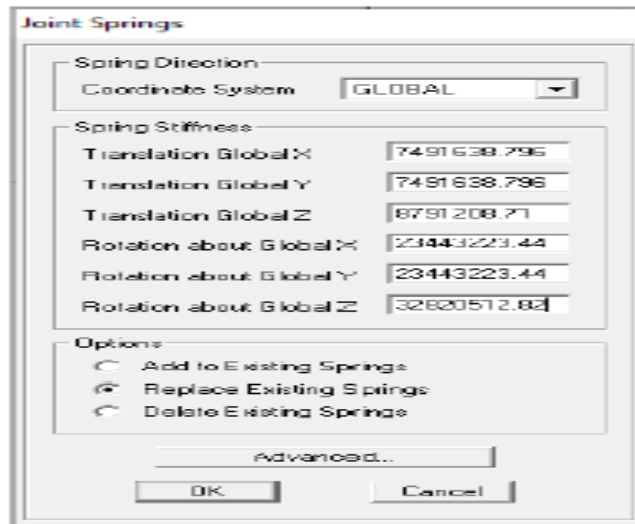 Joint Springs
Spring Direction
Coordinate System GLOBAL
Spring Stiffness
Translation Global X 7491638.796
Translation Global Y 7491638.796
Translation Global Z 8791208.71
Rotation about Global X 23443223.44
Rotation about Global Y 23443223.44
Rotation about Global Z 32820512.82
Options
Add to Existing Springs
Replace Existing Springs
Delete Existing Springs
Advanced...
OK Cancel